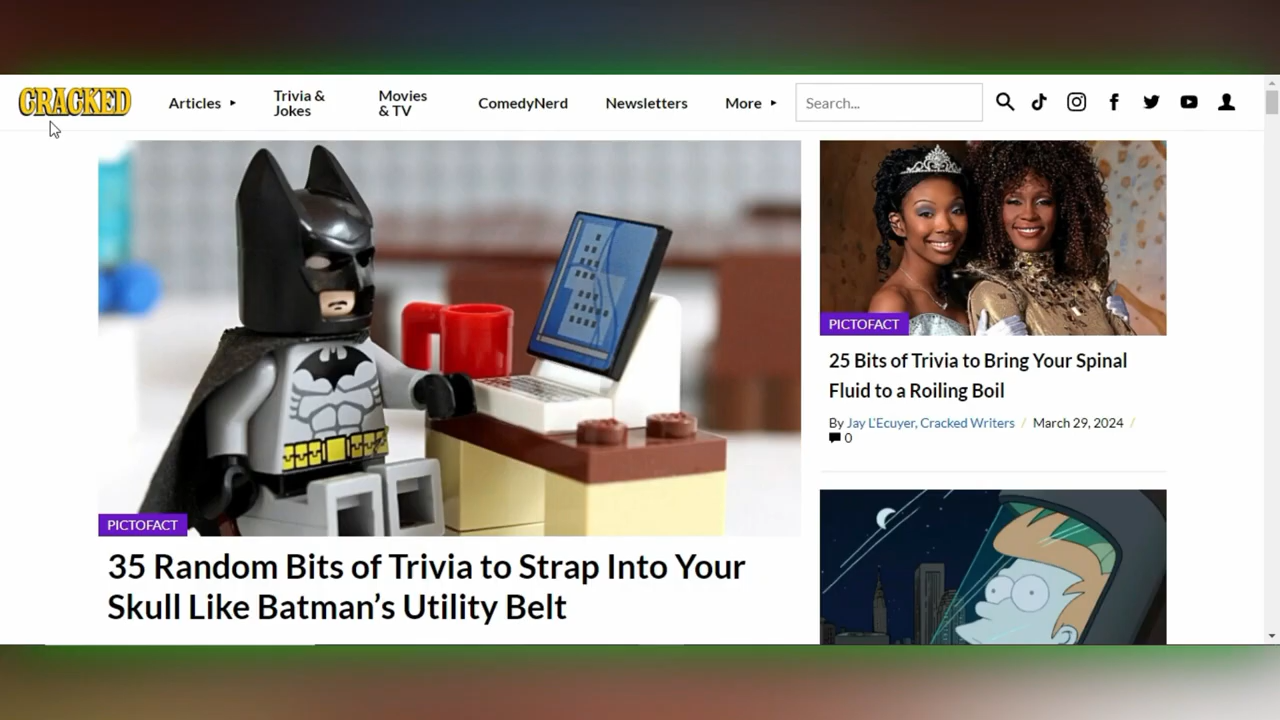 CRACKED
Articles
Trivia &
Jokes
Movies
& TV
ComedyNerd
Newsletters
More
Search...
PICTOFACT
35 Random Bits of Trivia to Strap Into Your
Skull Like Batman's Utility Belt
PICTOFACT
25 Bits of Trivia to Bring Your Spinal
Fluid to a Roiling Boil
By Jay L'Ecuyer, Cracked Writers / March 29, 2024 /
0